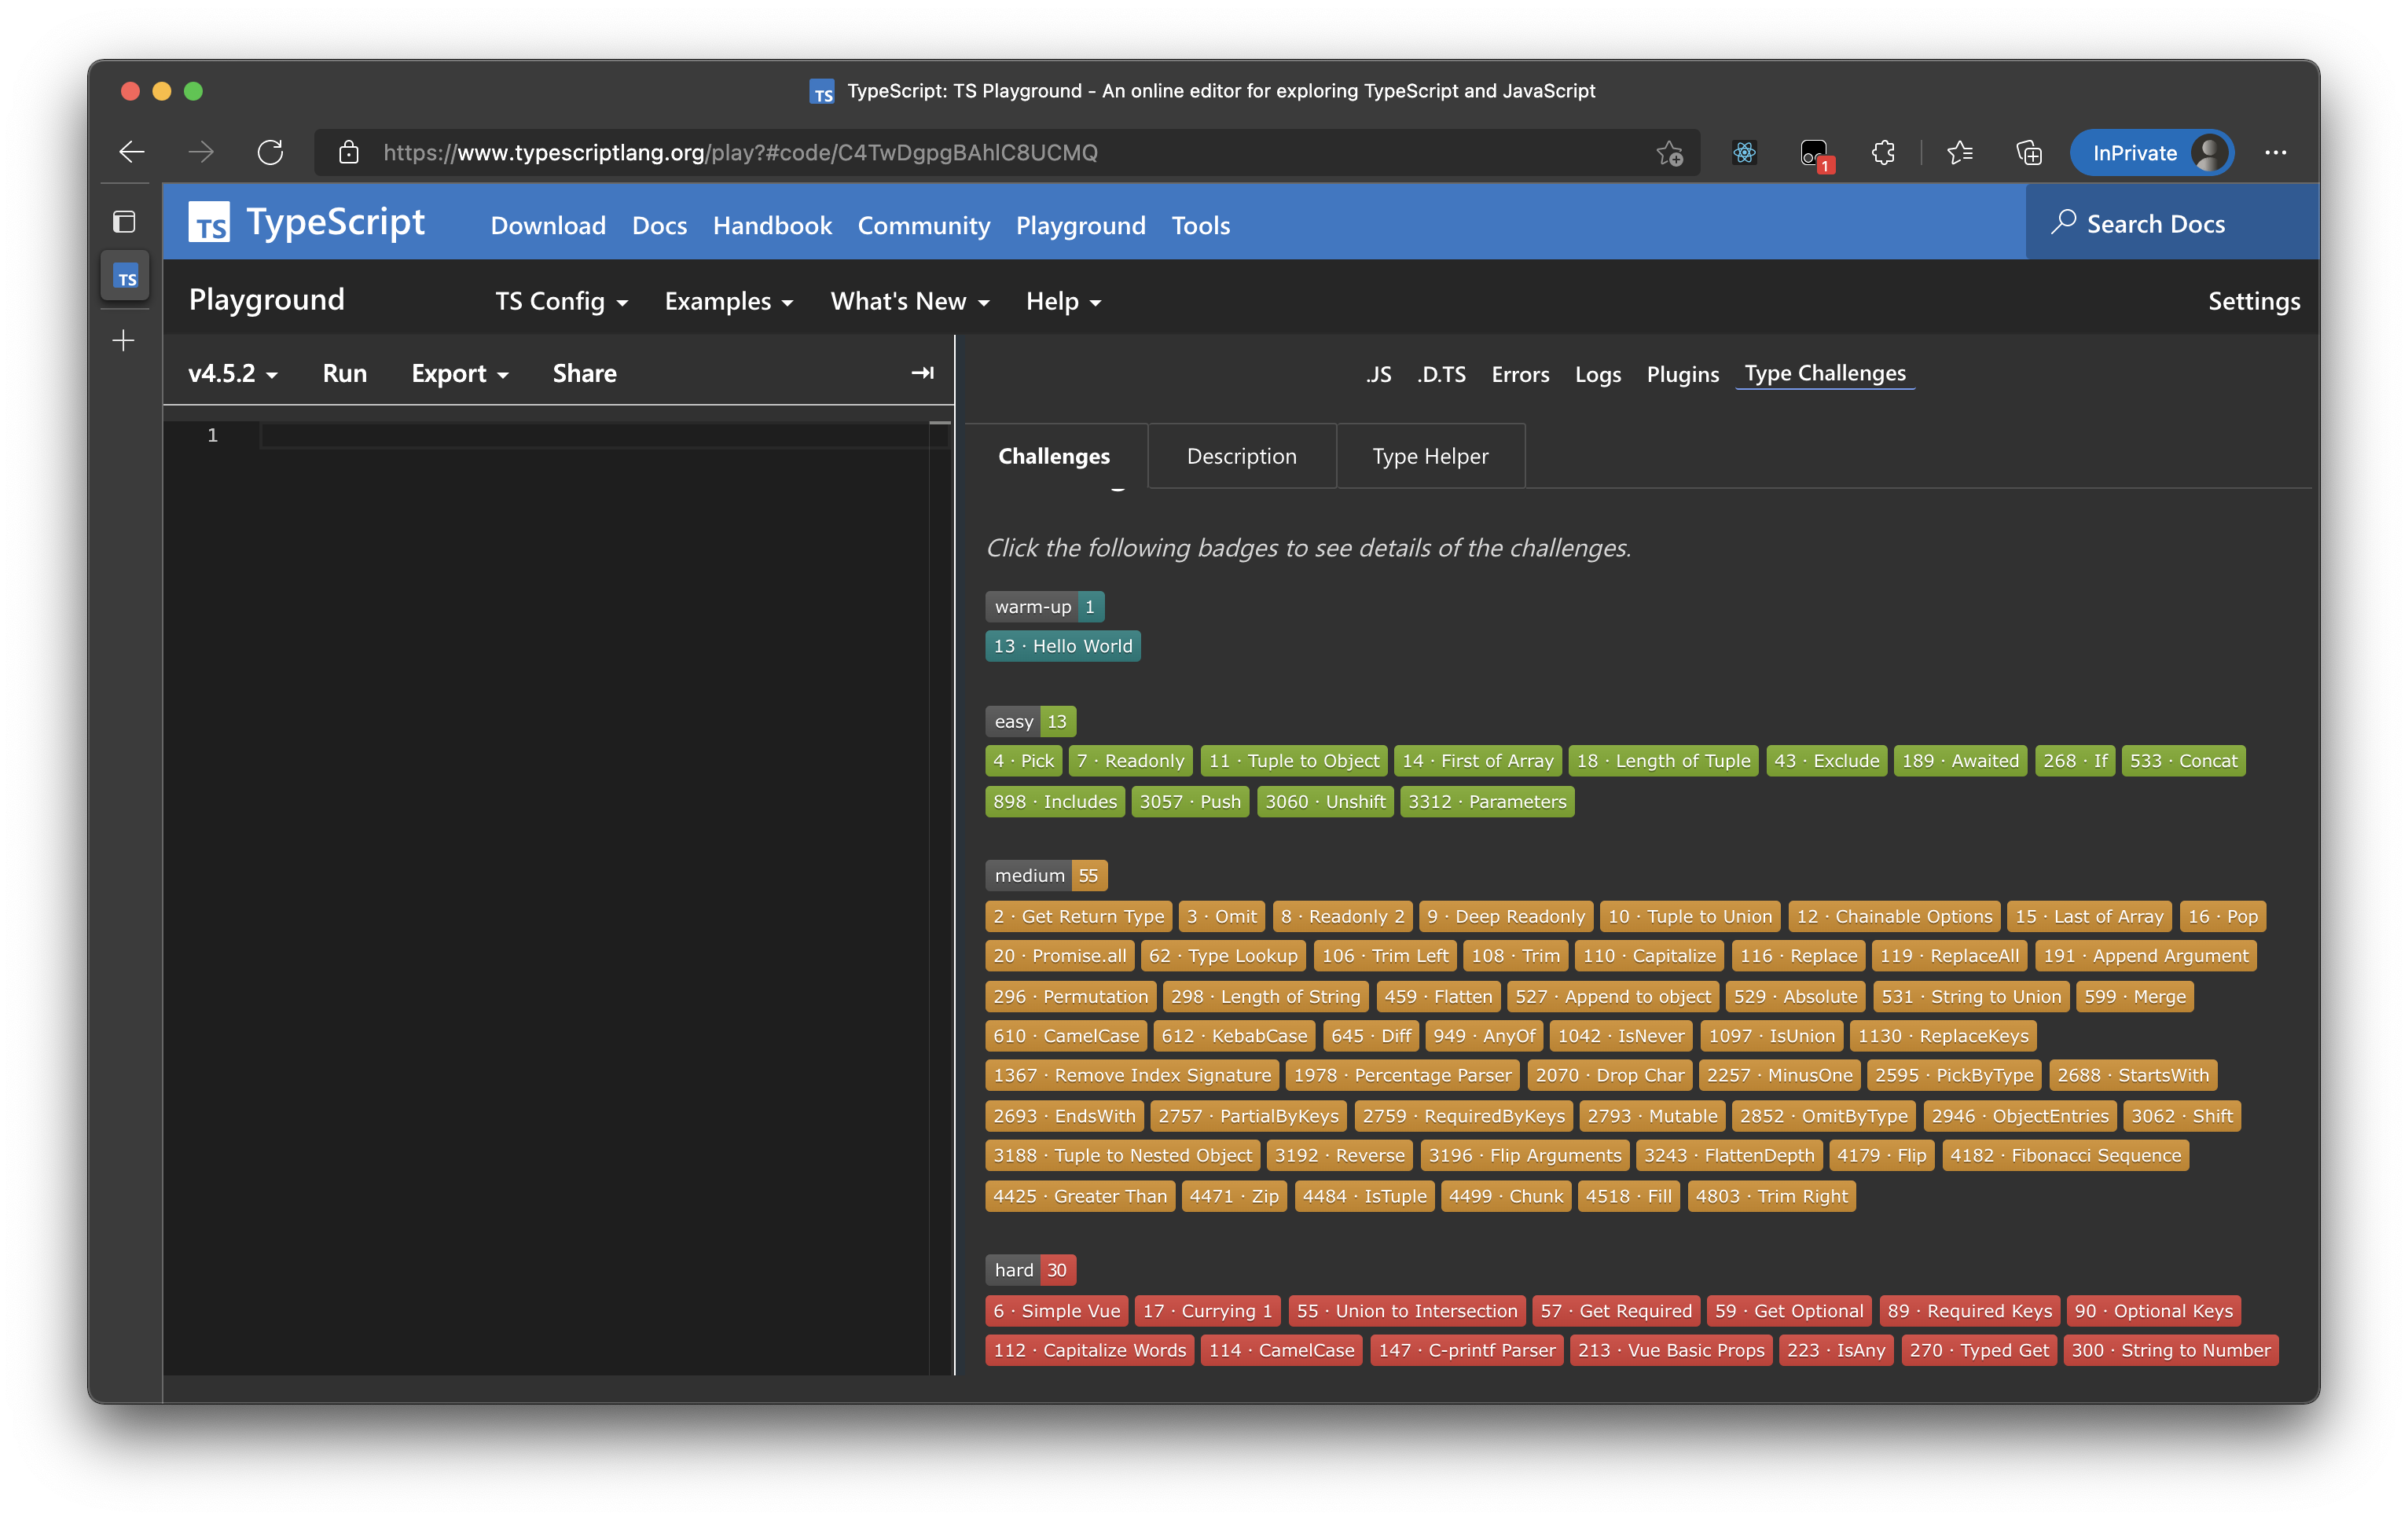 TS TypeScript: TS Playground - An online editor for exploring TypeScript and JavaScript
https://www.typescriptlang.org/play?#code/C4TwDgpgBAhlC8UCMQ
1
InPrivate
TS TypeScript Download Docs Handbook Community Playground Tools Search Docs
TS
Playground TS Config Examples What's New Help Settings
v4.5.2 Run Export Share
.JS .D.TS Errors Logs Plugins Type Challenges
1
Challenges Description Type Helper
Click the following badges to see details of the challenges.
warm-up 1
13 · Hello World
easy 13
4 · Pick 7 · Readonly 11 · Tuple to Object 14 · First of Array 18 · Length of Tuple 43 · Exclude 189 · Awaited 268 · If 533 · Concat
898 · Includes 3057 · Push 3060 · Unshift 3312 · Parameters
medium 55
2 · Get Return Type 3 · Omit 8 · Readonly 2 9 · Deep Readonly 10 · Tuple to Union 12 · Chainable Options 15 · Last of Array 16 · Pop
20 · Promise.all 62 · Type Lookup 106 · Trim Left 108 · Trim 110 · Capitalize 116 · Replace 119 · ReplaceAll 191 · Append Argument
296 · Permutation 298 · Length of String 459 · Flatten 527 · Append to object 529 · Absolute 531 · String to Union 599 · Merge
610 · CamelCase 612 · KebabCase 645 · Diff 949 · AnyOf 1042 · IsNever 1097 · IsUnion 1130 · ReplaceKeys
1367 · Remove Index Signature 1978 · Percentage Parser 2070 · Drop Char 2257 · MinusOne 2595 · PickByType 2688 · StartsWith
2693 · EndsWith 2757 · PartialByKeys 2759 · RequiredByKeys 2793 · Mutable 2852 · OmitByType 2946 · ObjectEntries 3062 · Shift
3188 · Tuple to Nested Object 3192 · Reverse 3196 · Flip Arguments 3243 · FlattenDepth 4179 · Flip 4182 · Fibonacci Sequence
4425 · Greater Than 4471 · Zip 4484 · IsTuple 4499 · Chunk 4518 · Fill 4803 · Trim Right
hard 30
6 · Simple Vue 17 · Currying 1 55 · Union to Intersection 57 · Get Required 59 · Get Optional 89 · Required Keys 90 · Optional Keys
112 · Capitalize Words 114 · CamelCase 147 · C-printf Parser 213 · Vue Basic Props 223 · IsAny 270 · Typed Get 300 · String to Number